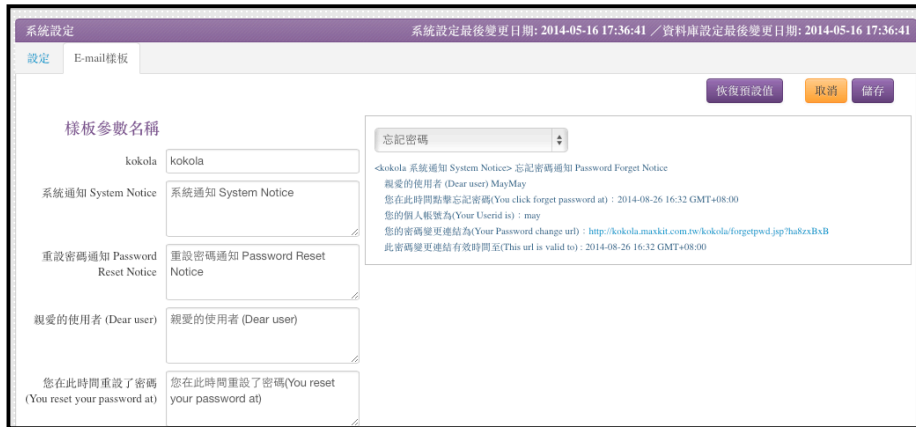 系統設定
系統設定最後變更日期: 2014-05-16 17:36:41 ／資料庫設定最後變更日期: 2014-05-16 17:36:41
設定
E-mail樣板
恢復預設值
取消
儲存
樣板參數名稱
kokola
kokola
系統通知 System Notice
系統通知 System Notice
重設密碼通知 Password
Reset Notice
重設密碼通知 Password Reset
Notice
親愛的使用者 (Dear user)
親愛的使用者 (Dear user)
您在此時間重設了密碼
(You reset your password at)
您在此時間重設了密碼(You reset
your password at)
忘記密碼
<kokola 系統通知 System Notice> 忘記密碼通知 Password Forget Notice
親愛的使用者 (Dear user) MayMay
您在此時間點擊忘記密碼(You click forget password at)：2014-08-26 16:32 GMT+08:00
您的個人帳號為(Your Userid is)：may
您的密碼變更連結為(Your Password change url)：http://kokola.maxkit.com.tw/kokola/forgetpwd.jsp?ha8zxBxB
此密碼變更連結有效時間至(This url is valid to)：2014-08-26 16:32 GMT+08:00